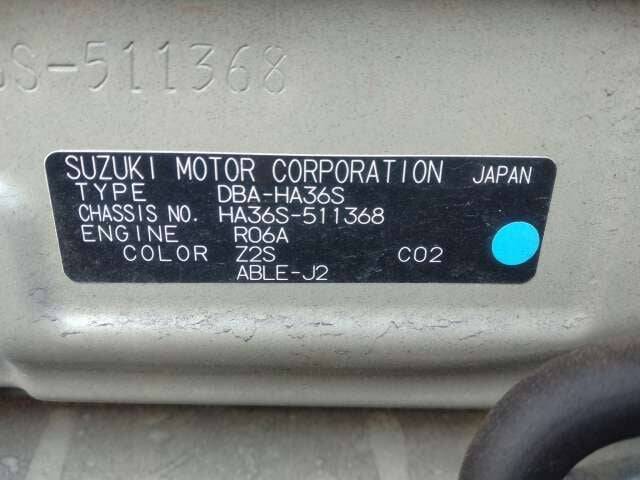 S-511368
SUZUKI MOTOR CORPORATION JAPAN
TYPE DBA-HA36S
CHASSIS NO. HA36S-511368
ENGINE R06A
COLOR Z2S C02
ABLE-J2